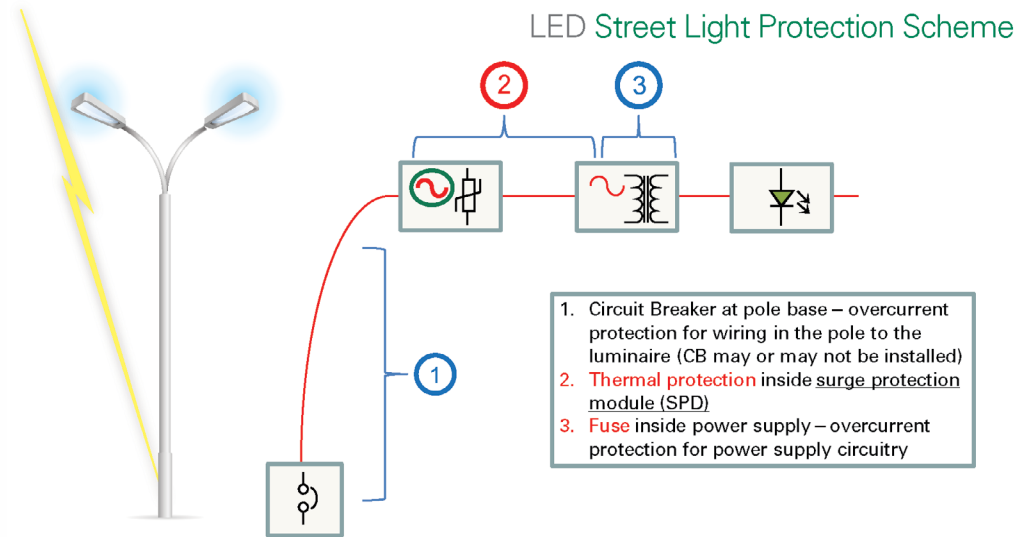 LED Street Light Protection Scheme
2
3
1
1. Circuit Breaker at pole base – overcurrent
protection for wiring in the pole to the
luminaire (CB may or may not be installed)
2. Thermal protection inside surge protection
module (SPD)
3. Fuse inside power supply – overcurrent
protection for power supply circuitry